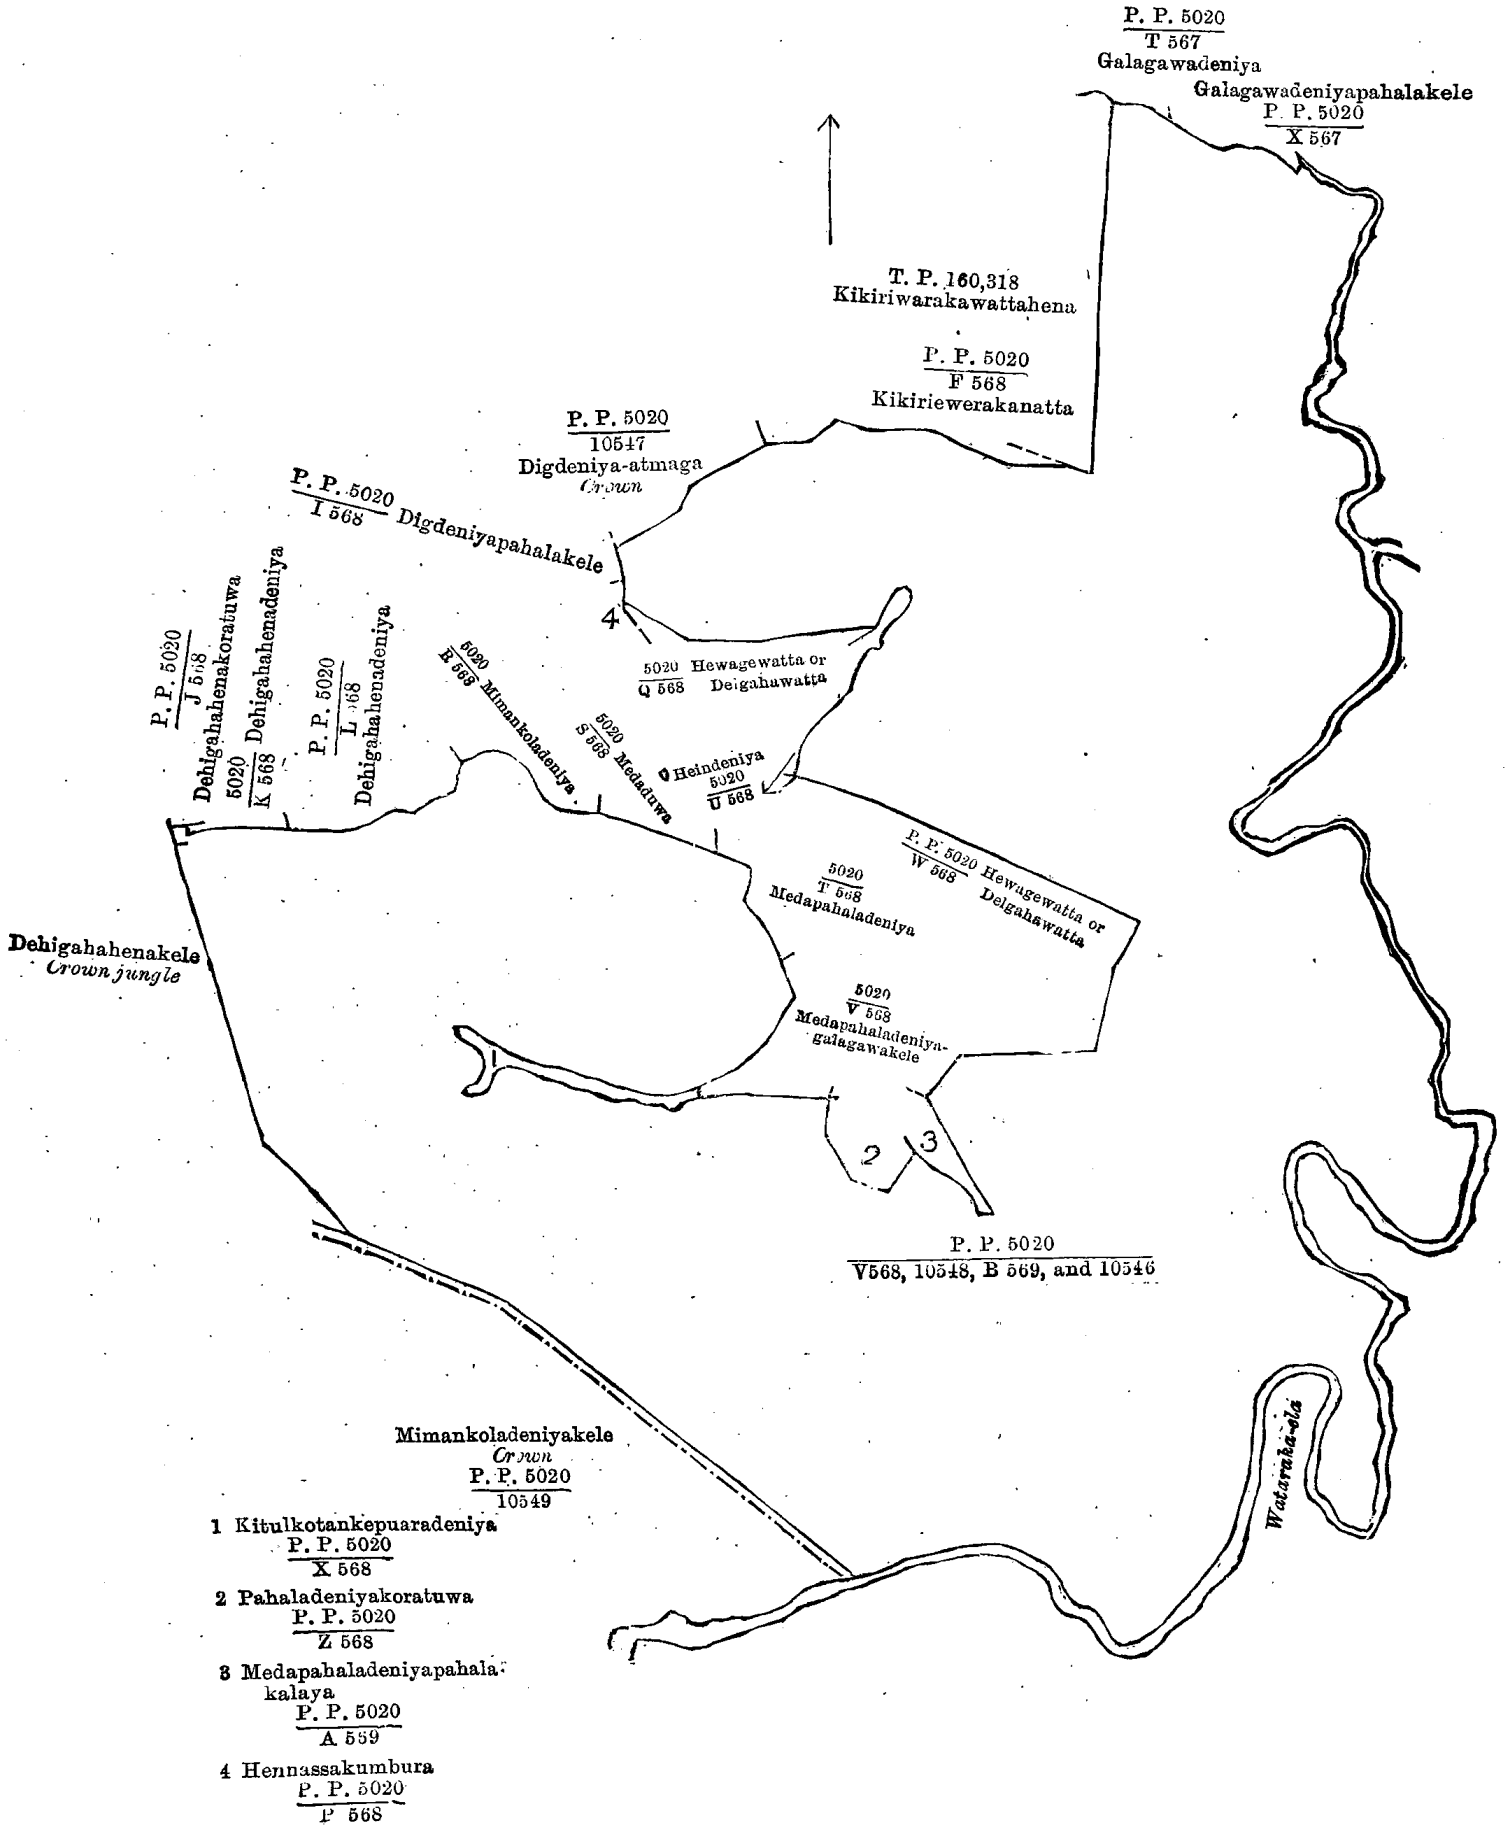 P. P. 5020
T 567
Galagawadeniya
Galagawadeniyapahalakele
P. P. 5020
X 567
T. P. 160,318
Kikiriwarakawattahena
P. P. 5020
F 568
Kikiriewerakanatta
P. P. 5020
10547
Digdeniya-atmaga
Crown
P. P. 5020
I 568
Digdeniyapahalakele
P. P. 5020
J 568
Dehigahahenakoratuwa
5020
K 568
Dehigahahenadeniya
P. P. 5020
L 568
Dehigahahenadeniya
4
5020
R 568
Mimankoladeniya
5020
S 568
Medaduwa
5020
Q 568
Hewagewatta or
Delgahawatta
Heindeniya
5020
U 568
P. P. 5020
W 568
Hewagewatta or
Delgahawatta
5020
T 568
Medapahaladeniya
Dehigahahenakele
Crown jungle
5020
V 568
Medapahaladeniya-
galagawakele
2
3
P. P. 5020
V568, 10548, B 569, and 10546
Wataraka-ela
Mimankoladeniyakele
Crown
P. P. 5020
10549
1 Kitulkotankepuaradeniya
P. P. 5020
X 568
2 Pahaladeniyakoratuwa
P. P. 5020
Z 568
3 Medapahaladeniyapahala-
kalaya
P. P. 5020
A 569
4 Hennassakumbura
P. P. 5020
P 568